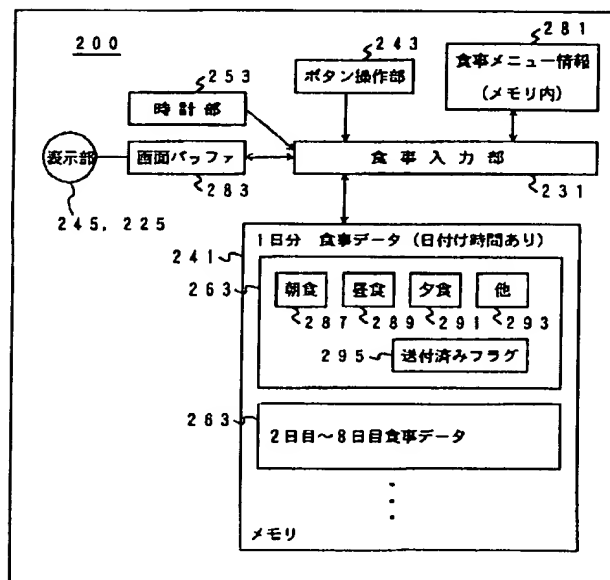 200
281
243
253
食事メニュー情報
(メモリ内)
ボタン操作部
時計部
表示部
画面バッファ
食事入力部
245, 225
283
231
241
1日分 食事データ(日付け時間あり)
263
朝食
昼食
夕食
他
287
289
291
293
295
送付済みフラグ
263
2日目~8日目食事データ
メモリ